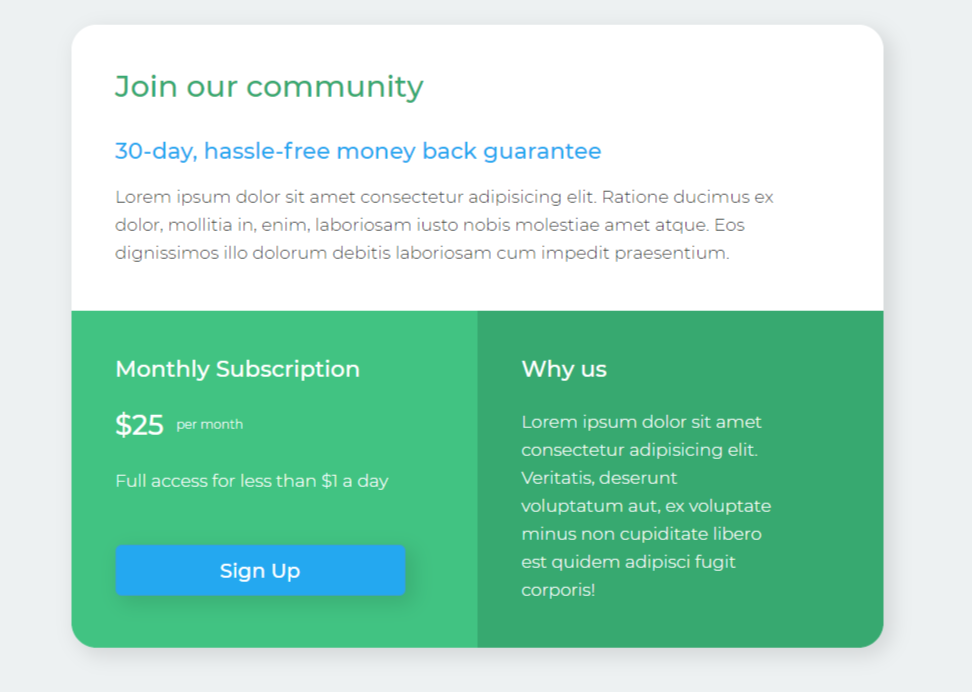 Join our community
30-day, hassle-free money back guarantee
Lorem ipsum dolor sit amet consectetur adipisicing elit. Ratione ducimus ex
dolor, mollitia in, enim, laboriosam iusto nobis molestiae amet atque. Eos
dignissimos illo dolorum debitis laboriosam cum impedit praesentium.
Monthly Subscription
$25 per month
Full access for less than $1 a day
Sign Up
Why us
Lorem ipsum dolor sit amet
consectetur adipisicing elit.
Veritatis, deserunt
voluptatum aut, ex voluptate
minus non cupiditate libero
est quidem adipisci fugit
corporis!